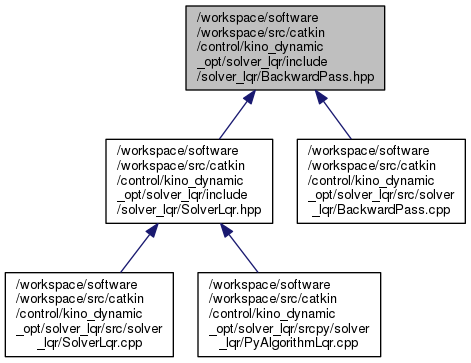 /workspace/software
/workspace/src/catkin
/control/kino_dynamic
_opt/solver_lqr/include
/solver_lqr/BackwardPass.hpp
/workspace/software
/workspace/src/catkin
/control/kino_dynamic
_opt/solver_lqr/include
/solver_lqr/SolverLqr.hpp
/workspace/software
/workspace/src/catkin
/control/kino_dynamic
_opt/solver_lqr/src/solver
_lqr/BackwardPass.cpp
/workspace/software
/workspace/src/catkin
/control/kino_dynamic
_opt/solver_lqr/src/solver
_lqr/SolverLqr.cpp
/workspace/software
/workspace/src/catkin
/control/kino_dynamic
_opt/solver_lqr/srcpy/solver
_lqr/PyAlgorithmLqr.cpp